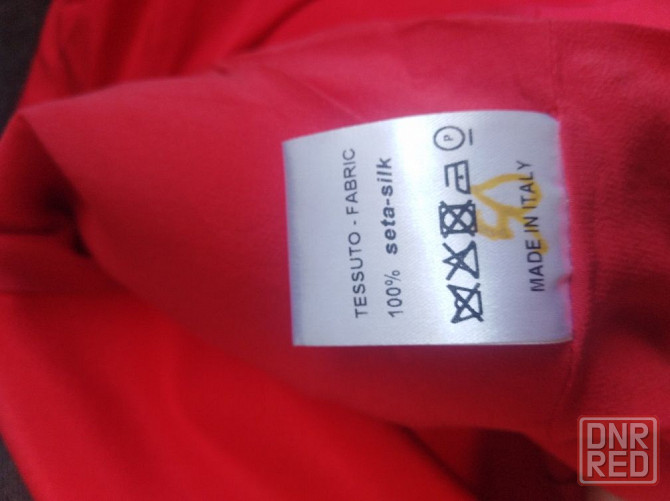 TESSUTO - FABRIC
100% seta-silk
P
MADE IN ITALY
DNR
RED